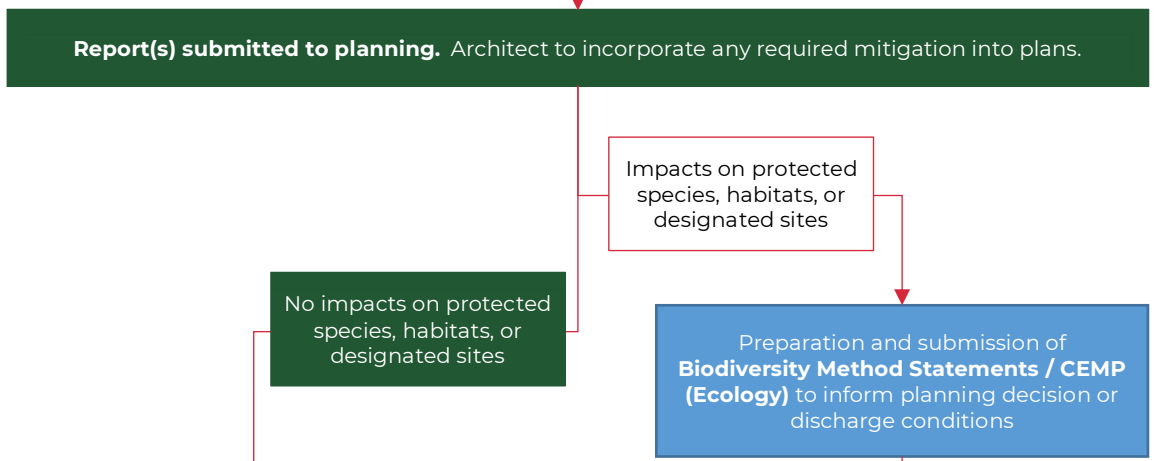 Report(s) submitted to planning. Architect to incorporate any required mitigation into plans.
Impacts on protected
species, habitats, or
designated sites
No impacts on protected
species, habitats, or
designated sites
Preparation and submission of
Biodiversity Method Statements / CEMP
(Ecology) to inform planning decision or
discharge conditions